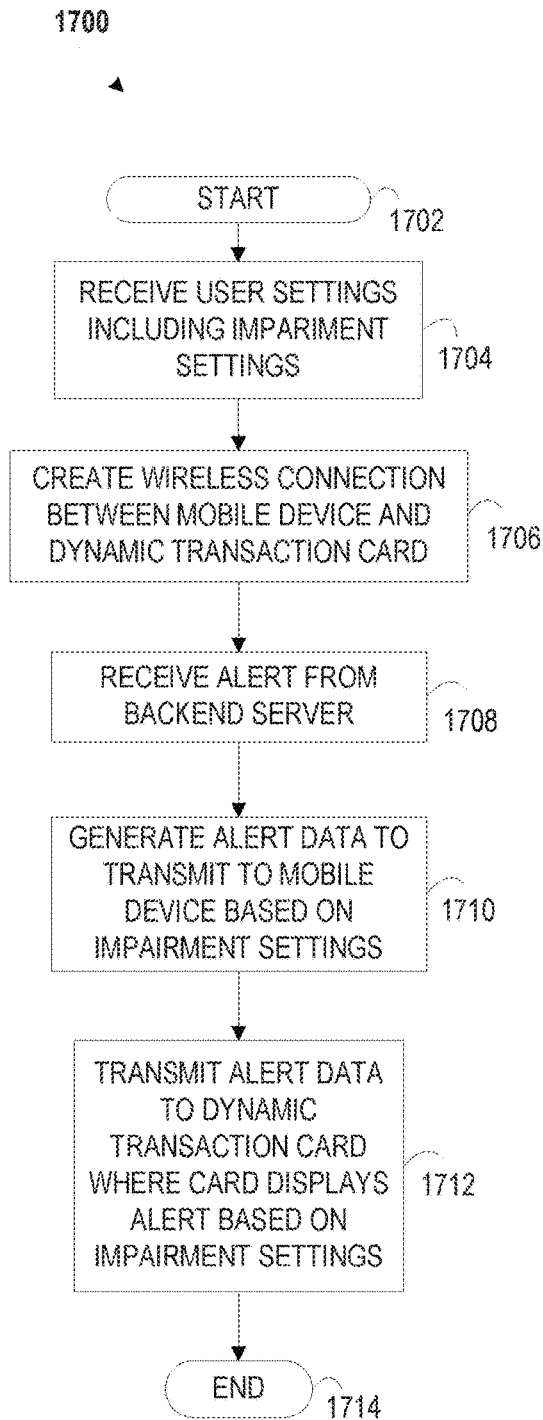 1700
START
1702
RECEIVE USER SETTINGS
INCLUDING IMPARIMENT
SETTINGS
1704
CREATE WIRELESS CONNECTION
BETWEEN MOBILE DEVICE AND
DYNAMIC TRANSACTION CARD
1706
RECEIVE ALERT FROM
BACKEND SERVER
1708
GENERATE ALERT DATA TO
TRANSMIT TO MOBILE
DEVICE BASED ON
IMPAIRMENT SETTINGS
1710
TRANSMIT ALERT DATA
TO DYNAMIC
TRANSACTION CARD
WHERE CARD DISPLAYS
ALERT BASED ON
IMPAIRMENT SETTINGS
1712
END
1714